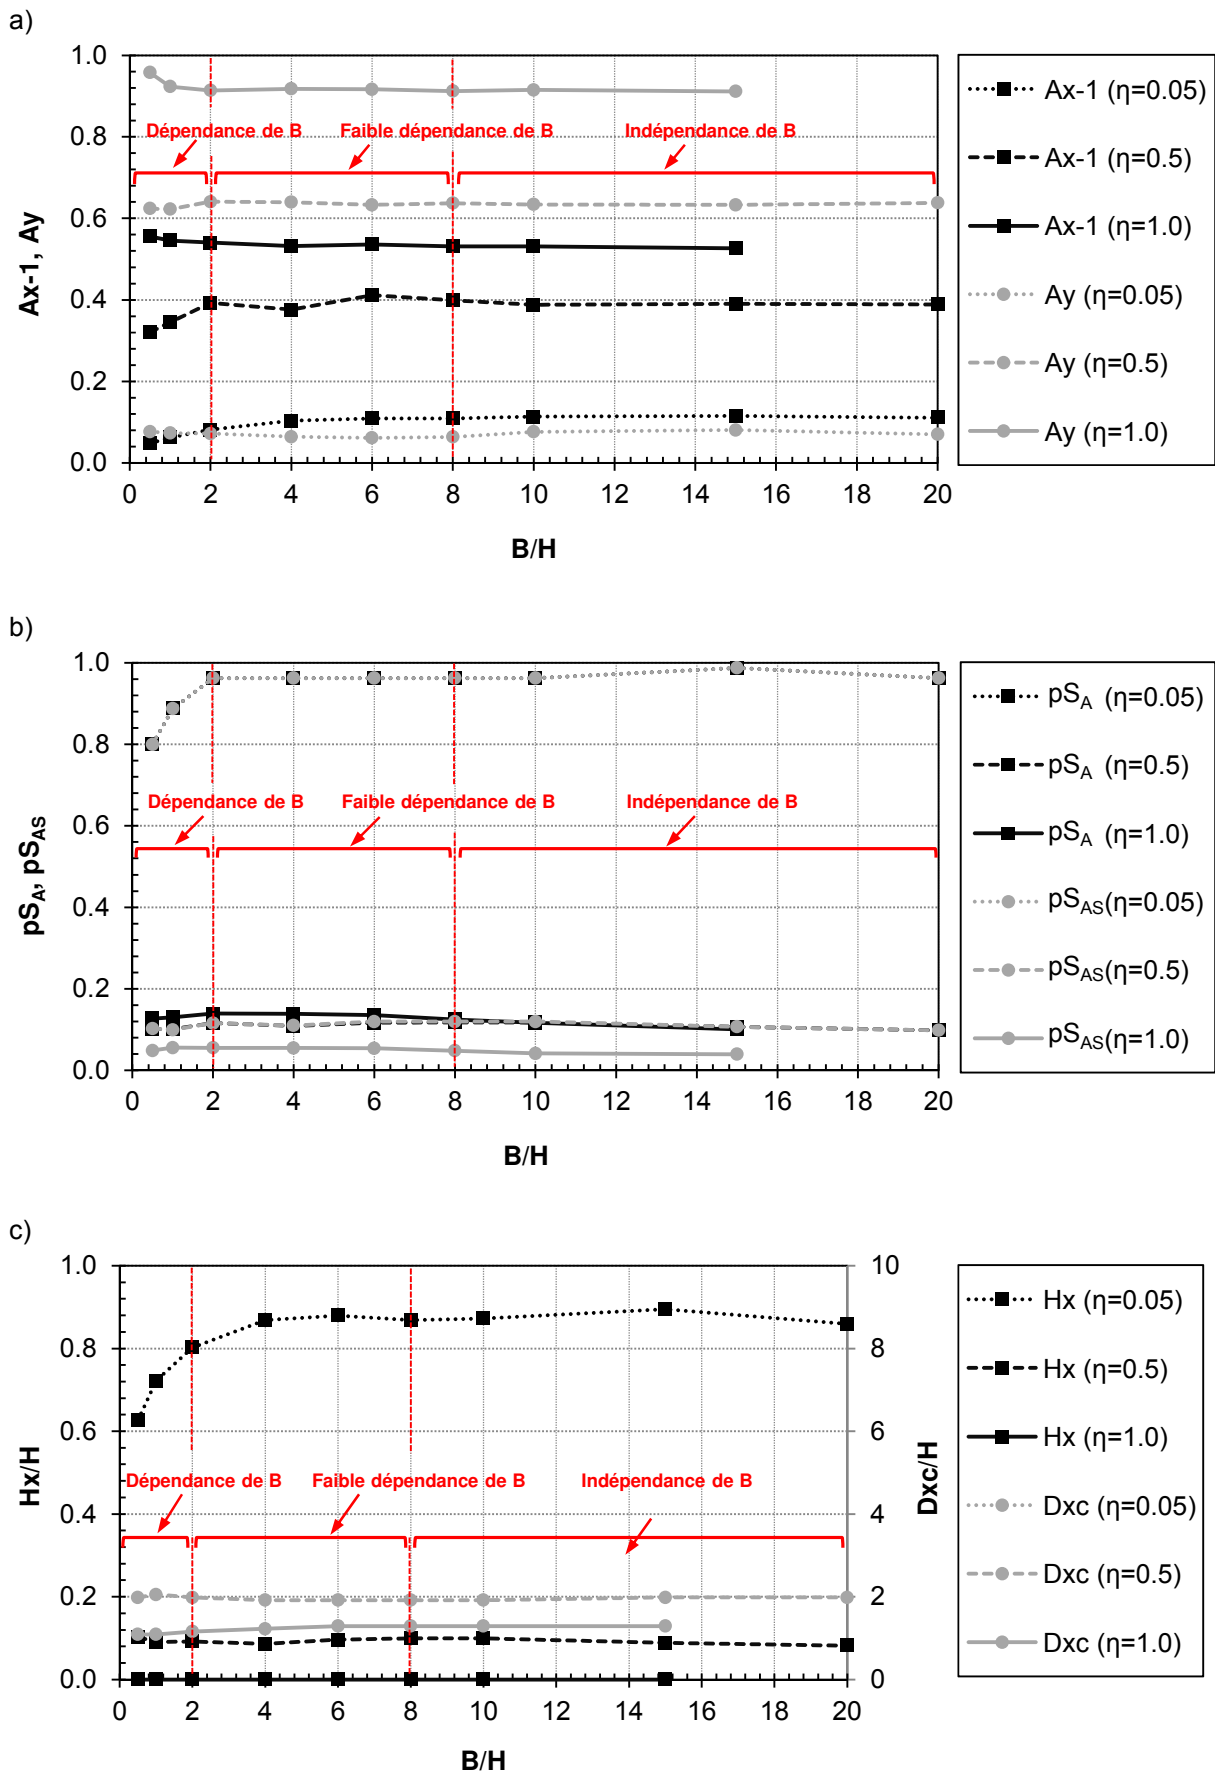 a)
1.0
0.8
0.6
0.4
0.2
0.0
Ax-1, Ay
Dépendance de B
Faible dépendance de B
Indépendance de B
0 2 4 6 8 10 12 14 16 18 20
B/H
Ax-1 (η=0.05)
Ax-1 (η=0.5)
Ax-1 (η=1.0)
Ay (η=0.05)
Ay (η=0.5)
Ay (η=1.0)
b)
1.0
0.8
0.6
0.4
0.2
0.0
pSA, pSAS
Dépendance de B
Faible dépendance de B
Indépendance de B
0 2 4 6 8 10 12 14 16 18 20
B/H
pSA (η=0.05)
pSA (η=0.5)
pSA (η=1.0)
pSAS(η=0.05)
pSAS(η=0.5)
pSAS(η=1.0)
c)
1.0
0.8
0.6
0.4
0.2
0.0
Hx/H
Dépendance de B
Faible dépendance de B
Indépendance de B
10
8
6
4
2
0
Dxc/H
0 2 4 6 8 10 12 14 16 18 20
B/H
Hx (η=0.05)
Hx (η=0.5)
Hx (η=1.0)
Dxc (η=0.05)
Dxc (η=0.5)
Dxc (η=1.0)